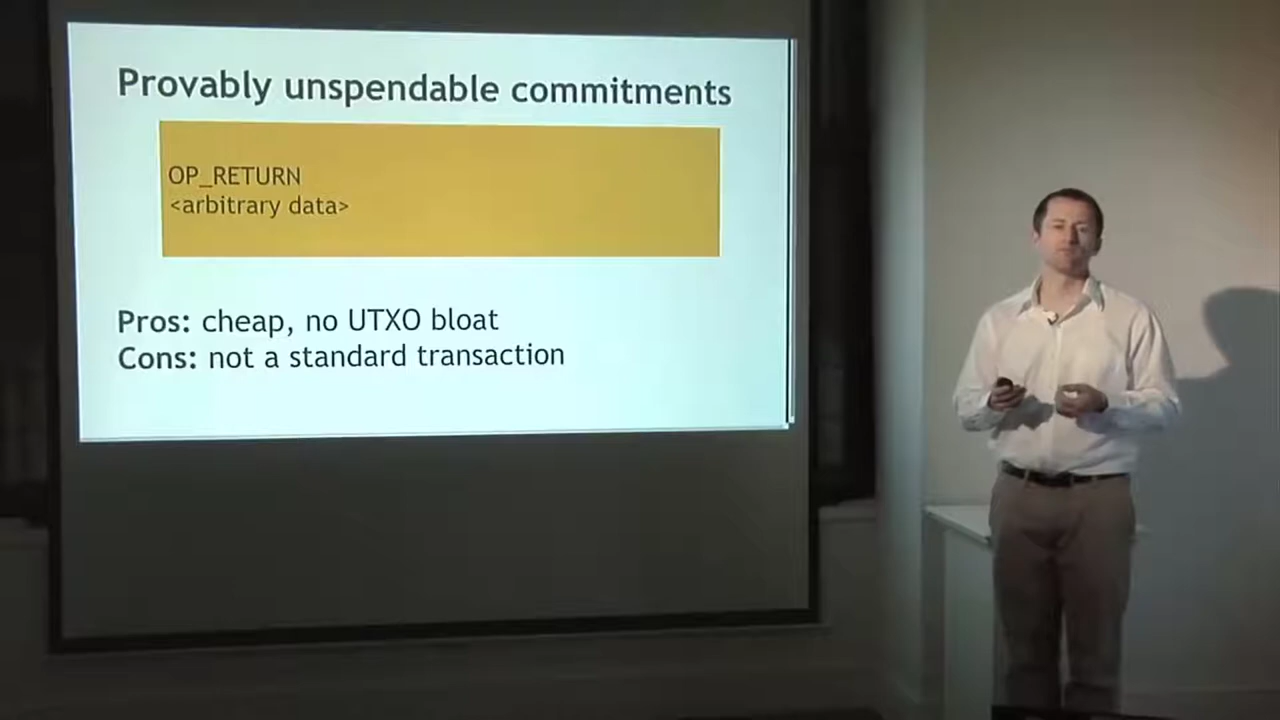 Provably unspendable commitments
OP_RETURN
<arbitrary data>
Pros: cheap, no UTXO bloat
Cons: not a standard transaction